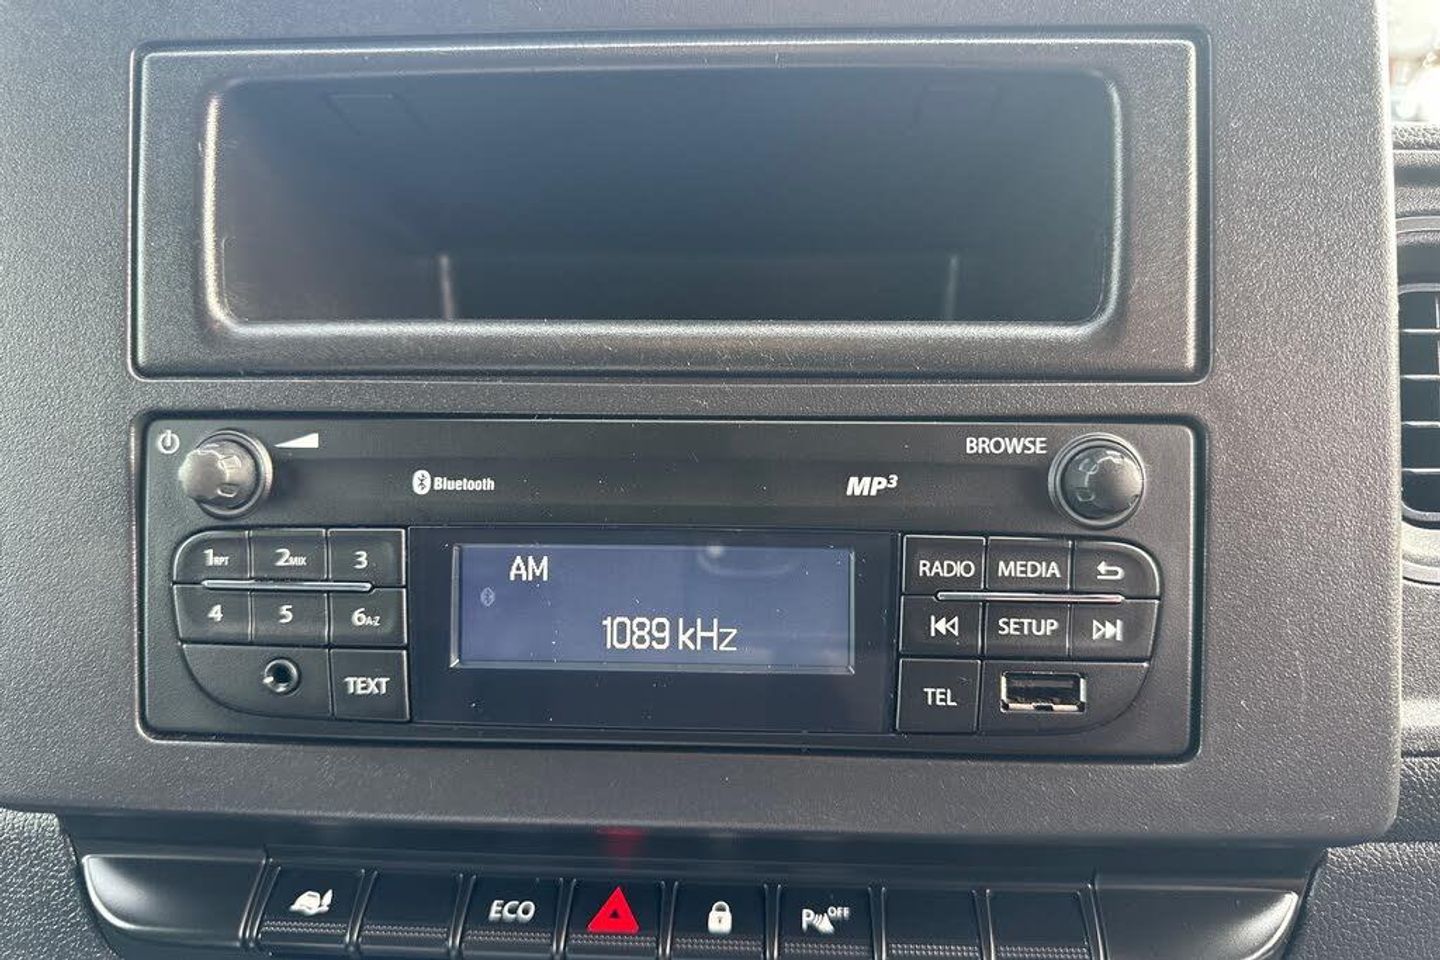 BROWSE
Bluetooth
MP3
1RPT 2MIX 3
4 5 6A-Z
TEXT
AM
1089 kHz
RADIO MEDIA
SETUP
TEL
ECO
P OFF